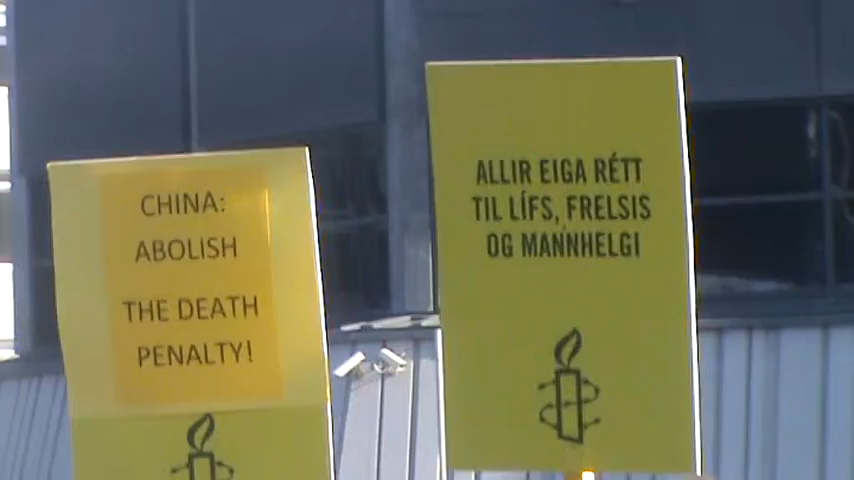 CHINA:
ABOLISH
THE DEATH
PENALTY!
ALLIR EIGA RÉTT
TIL LÍFS, FRELSIS
OG MANNHELGI